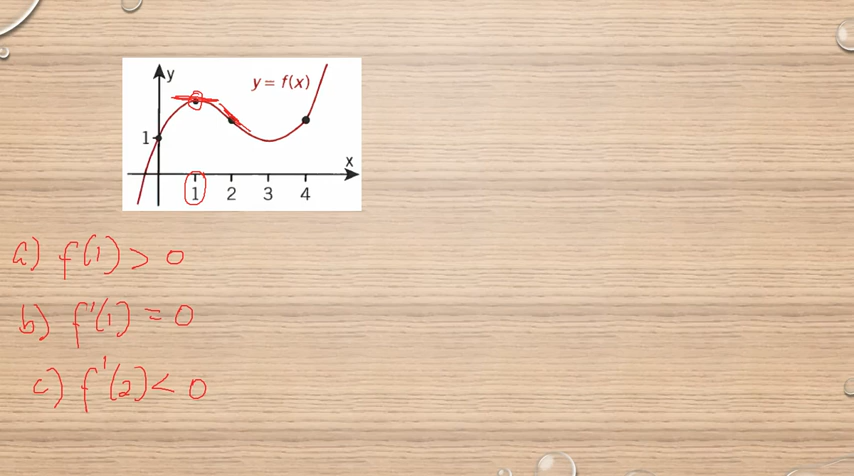 y
y = f(x)
1
x
1 2 3 4
a) f(1) > 0
b) f'(1) = 0
c) f'(2) < 0